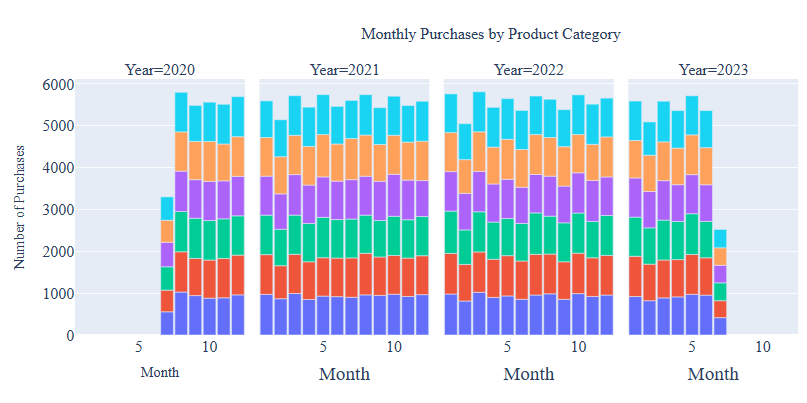 Monthly Purchases by Product Category
Year=2020 Year=2021 Year=2022 Year=2023
Number of Purchases
6000
5000
4000
3000
2000
1000
0
5 10 5 10 5 10 5 10
Month Month Month Month